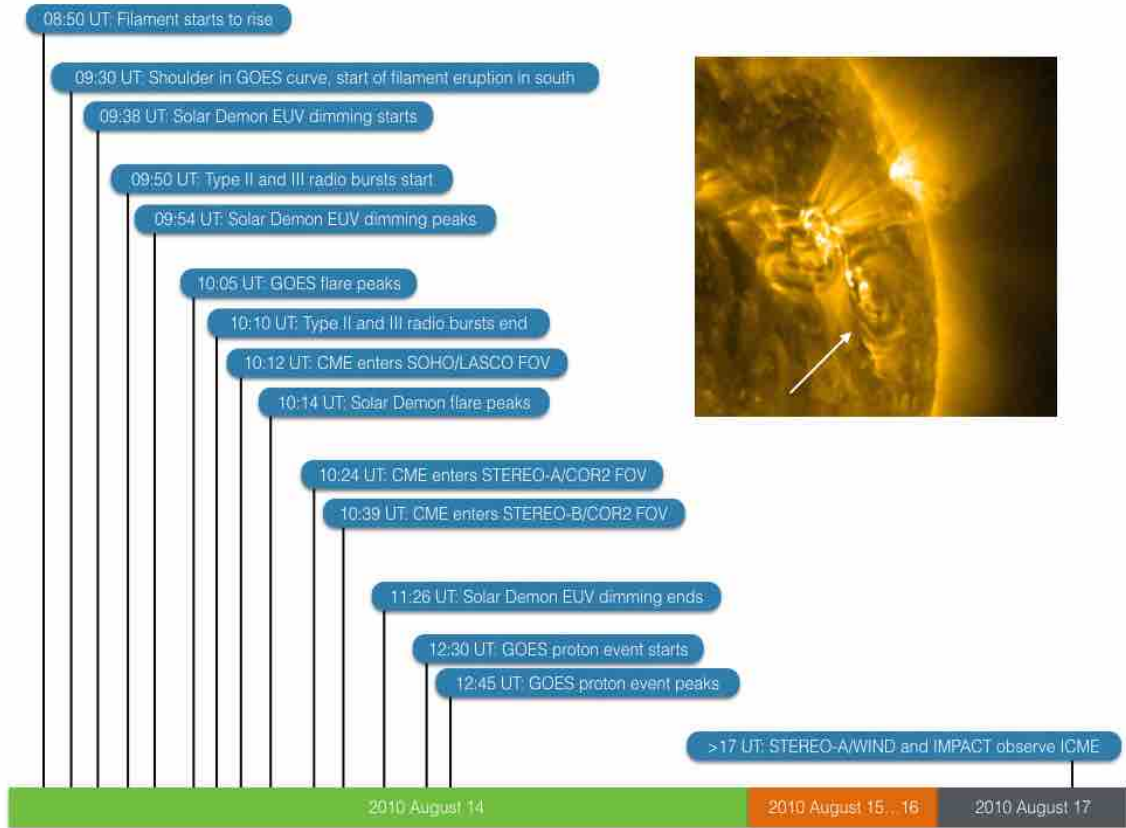 08:50 UT: Filament starts to rise
09:30 UT: Shoulder in GOES curve, start of filament eruption in south
09:38 UT: Solar Demon EUV dimming starts
09:50 UT: Type II and III radio bursts start
09:54 UT: Solar Demon EUV dimming peaks
10:05 UT: GOES flare peaks
10:10 UT: Type II and III radio bursts end
10:12 UT: CME enters SOHO/LASCO FOV
10:14 UT: Solar Demon flare peaks
10:24 UT: CME enters STEREO-A/COR2 FOV
10:39 UT: CME enters STEREO-B/COR2 FOV
11:26 UT: Solar Demon EUV dimming ends
12:30 UT: GOES proton event starts
12:45 UT: GOES proton event peaks
>17 UT: STEREO-A/WIND and IMPACT observe ICME
2010 August 14
2010 August 15…16
2010 August 17